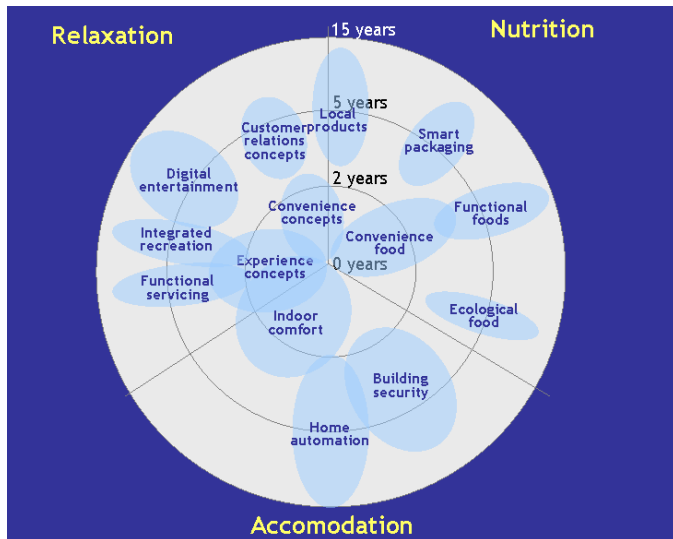 15 years
Relaxation
Nutrition
5 years
Local
products
Customer
relations
concepts
Smart
packaging
Digital
entertainment
2 years
Convenience
concepts
Functional
foods
Integrated
recreation
Convenience
food
Experience
concepts
0 years
Functional
servicing
Indoor
comfort
Ecological
food
Building
security
Home
automation
Accomodation